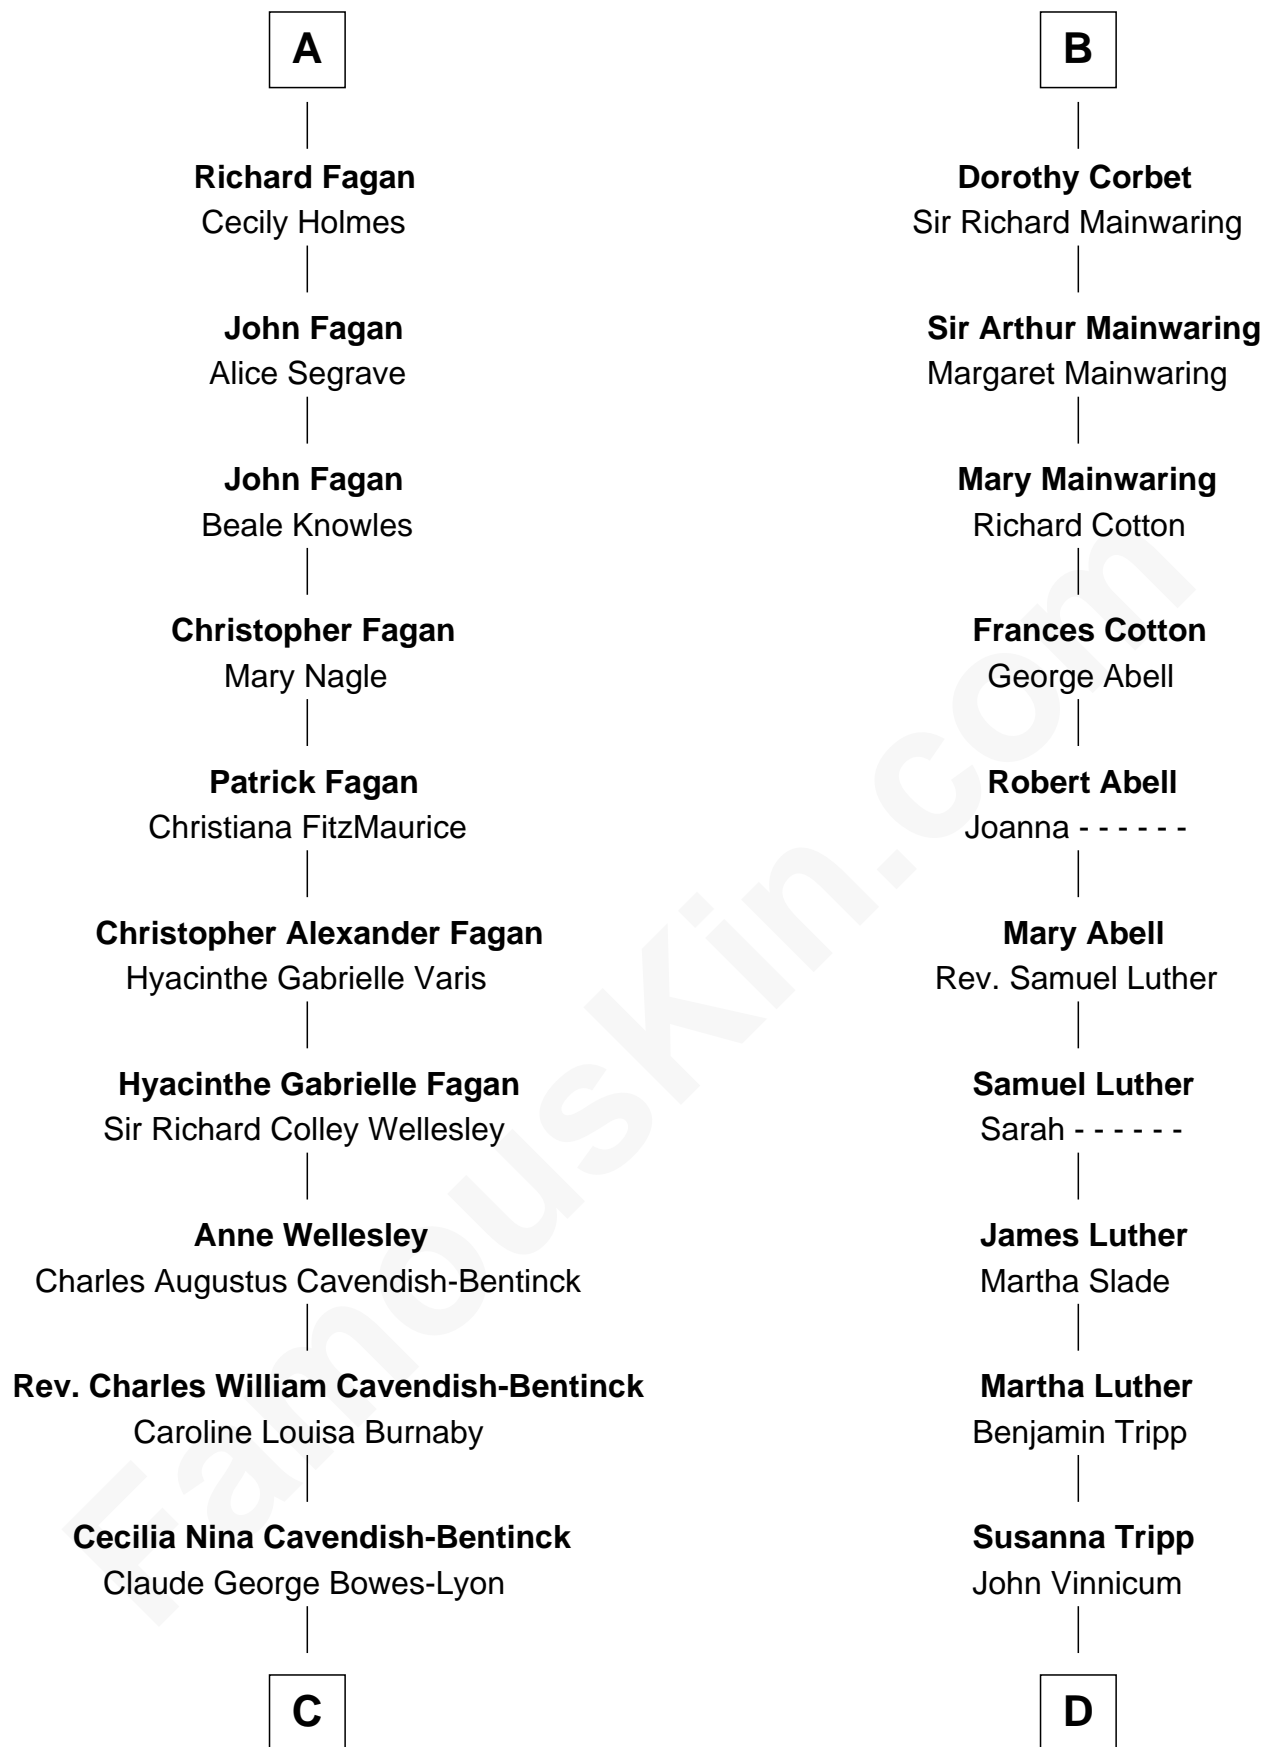 A
Richard Fagan
Cecily Holmes
John Fagan
Alice Segrave
John Fagan
Beale Knowles
Christopher Fagan
Mary Nagle
Patrick Fagan
Christiana FitzMaurice
Christopher Alexander Fagan
Hyacinthe Gabrielle Varis
Hyacinthe Gabrielle Fagan
Sir Richard Colley Wellesley
Anne Wellesley
Charles Augustus Cavendish-Bentinck
Rev. Charles William Cavendish-Bentinck
Caroline Louisa Burnaby
Cecilia Nina Cavendish-Bentinck
Claude George Bowes-Lyon
C
B
Dorothy Corbet
Sir Richard Mainwaring
Sir Arthur Mainwaring
Margaret Mainwaring
Mary Mainwaring
Richard Cotton
Frances Cotton
George Abell
Robert Abell
Joanna - - - - - -
Mary Abell
Rev. Samuel Luther
Samuel Luther
Sarah - - - - - -
James Luther
Martha Slade
Martha Luther
Benjamin Tripp
Susanna Tripp
John Vinnicum
D
FamousKin.com